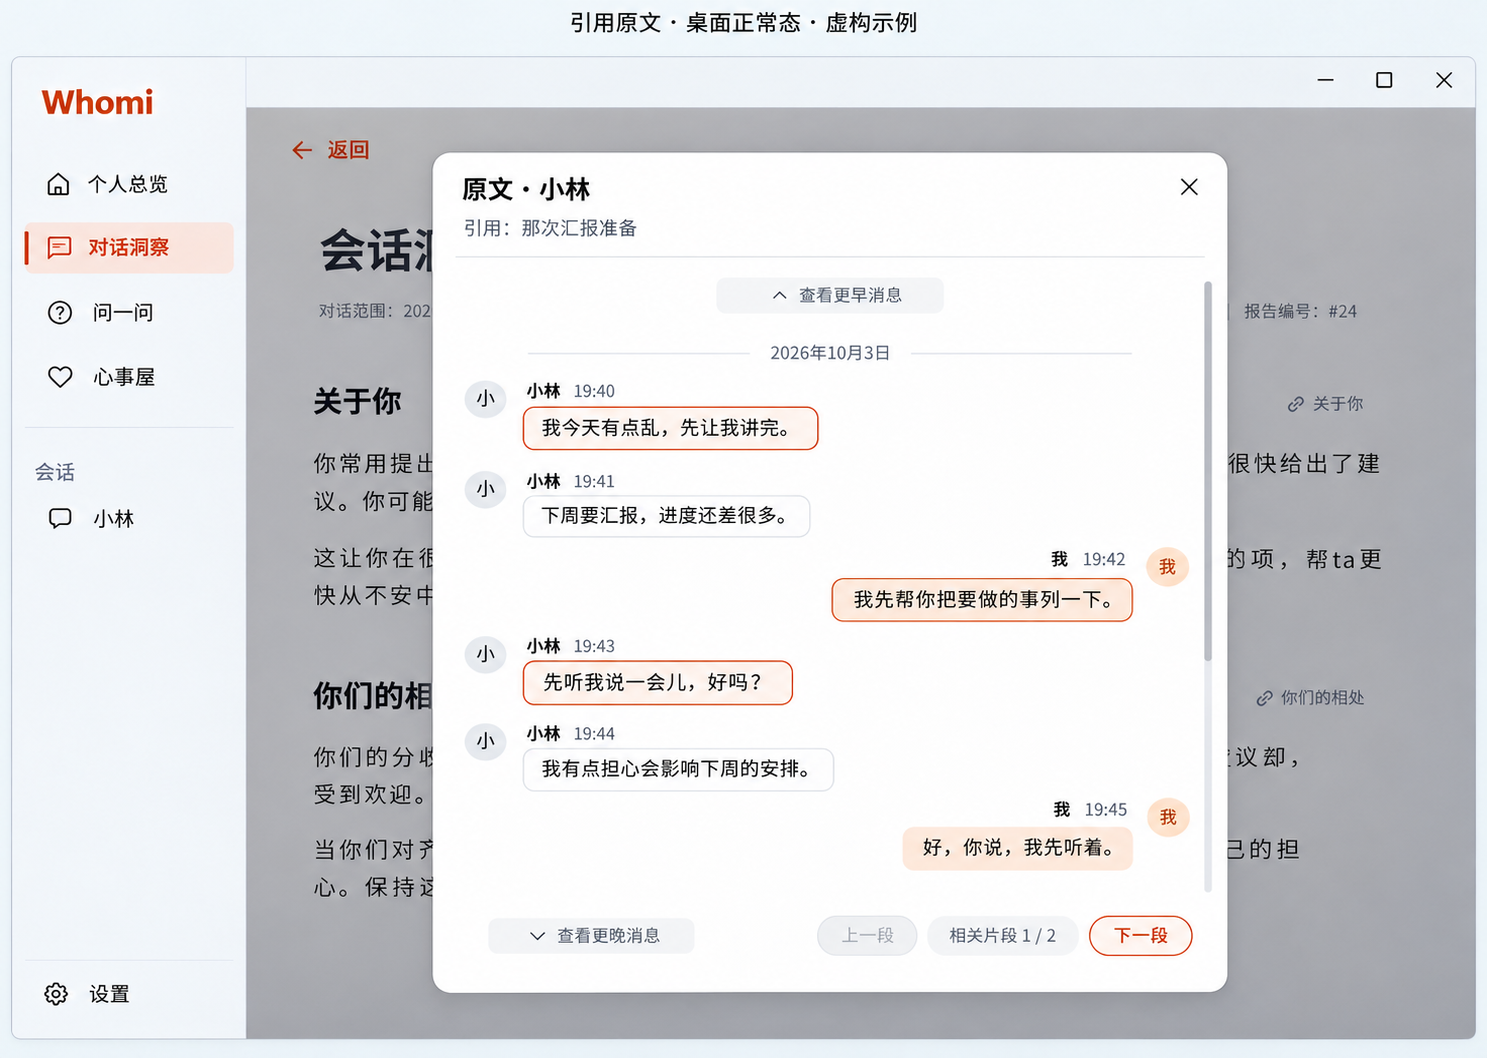 引用原文・桌面正常态・虚构示例
Whomi
个人总览
对话洞察
问一问
心事屋
会话
小林
设置
返回
会话
对话范围：202
报告编号：#24
关于你
关于你
你常用提出
很快给出了建
议。你可能
这让你在很
的项，帮ta更
快从不安中
你们的相
你们的相处
你们的分
议却，
受到欢迎。
当你们对齐
己的担
心。保持这
原文・小林
引用：那次汇报准备
查看更早消息
2026年10月3日
小 小林 19:40
我今天有点乱，先让我讲完。
小 小林 19:41
下周要汇报，进度还差很多。
我 19:42 我
我先帮你把要做的事列一下。
小 小林 19:43
先听我说一会儿，好吗？
小 小林 19:44
我有点担心会影响下周的安排。
我 19:45 我
好，你说，我先听着。
查看更晚消息
上一段
相关片段 1 / 2
下一段